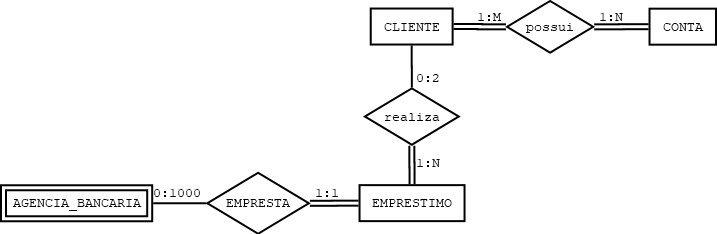 CLIENTE
1:M
possui
1:N
CONTA
0:2
realiza
1:N
AGENCIA_BANCARIA
0:1000
EMPRESTA
1:1
EMPRESTIMO